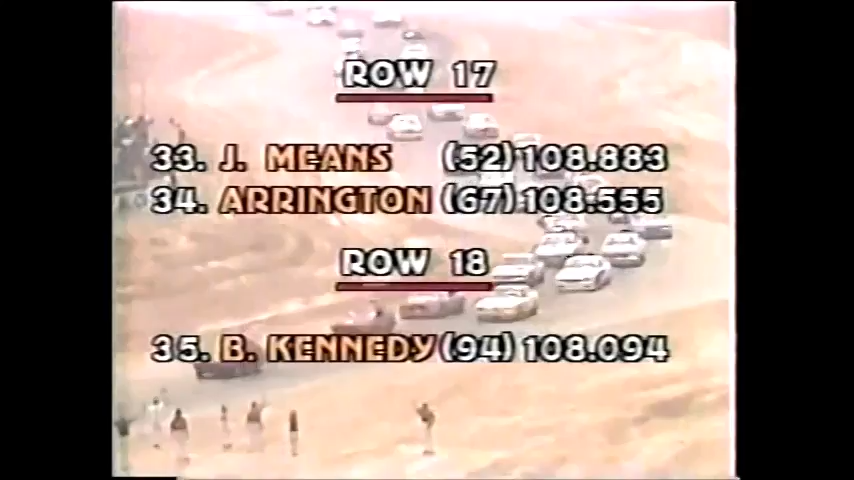 ROW 17
33. J. MEANS (52) 108.883
34. ARRINGTON (67) 108.555
ROW 18
35. B. KENNEDY (94) 108.094